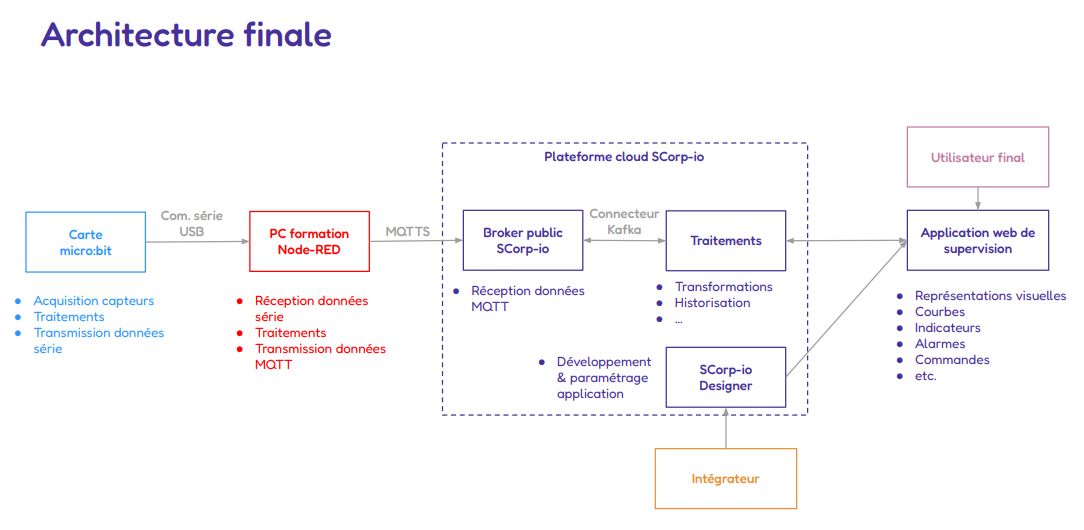 Architecture finale
Utilisateur final
Plateforme cloud SCorp-io
Com. série
USB
Connecteur
Kafka
Carte
micro:bit
PC formation
Node-RED
MQTTS
Broker public
SCorp-io
Traitements
Application web de
supervision
● Acquisition capteurs
● Traitements
● Transmission données
série
● Réception données
série
● Traitements
● Transmission données
MQTT
● Réception données
MQTT
● Transformations
● Historisation
● ...
● Représentations visuelles
● Courbes
● Indicateurs
● Alarmes
● Commandes
● etc.
● Développement
& paramétrage
application
SCorp-io
Designer
Intégrateur